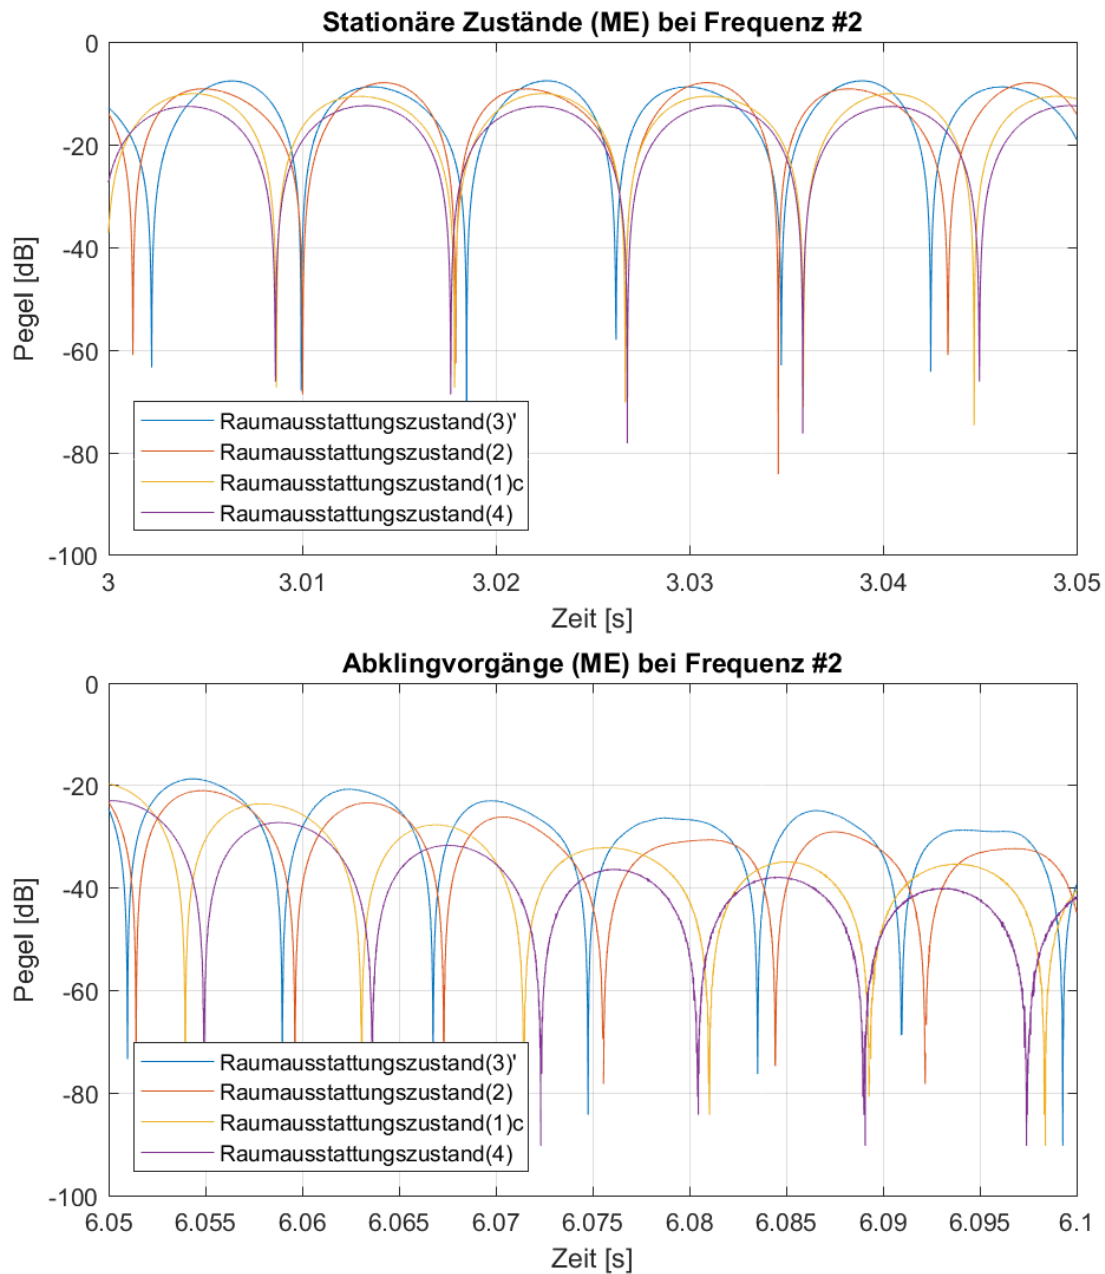 Stationäre Zustände (ME) bei Frequenz #2
0
-20
-40
-60
-80
-100
Pegel [dB]
Raumausstattungszustand(3)'
Raumausstattungszustand(2)
Raumausstattungszustand(1)c
Raumausstattungszustand(4)
3 3.01 3.02 3.03 3.04 3.05
Zeit [s]
Abklingvorgänge (ME) bei Frequenz #2
0
-20
-40
-60
-80
-100
Pegel [dB]
Raumausstattungszustand(3)'
Raumausstattungszustand(2)
Raumausstattungszustand(1)c
Raumausstattungszustand(4)
6.05 6.055 6.06 6.065 6.07 6.075 6.08 6.085 6.09 6.095 6.1
Zeit [s]